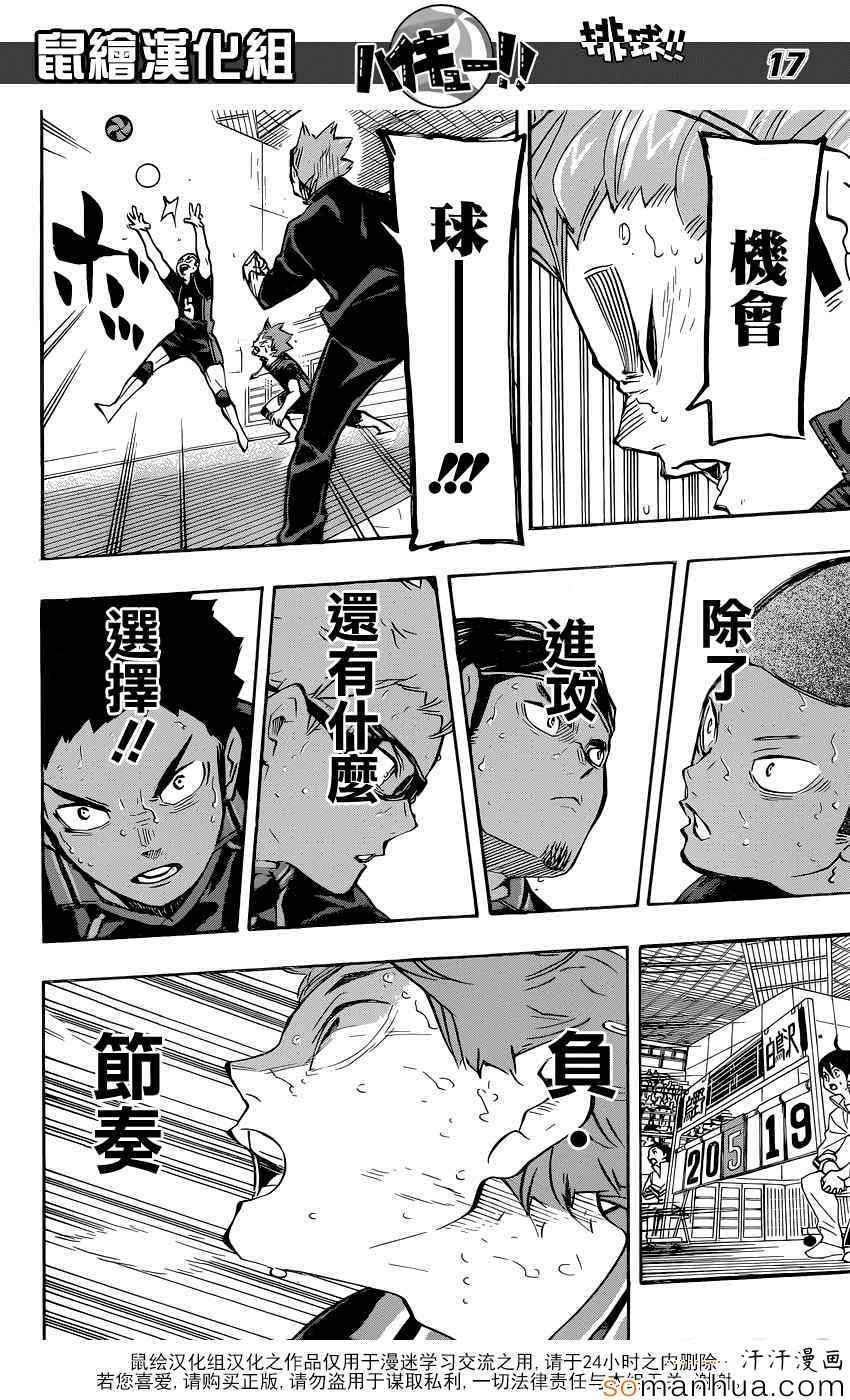 鼠繪漢化組
ハイキュー!!
排球!!
17
機會
球——!!!
ボッ
除了
進攻
還有什麼
選擇!!
烏野
白鳥沢
20
5
19
負·
節奏
鼠绘汉化组汉化之作品仅用于漫迷学习交流之用, 请于24小时之内删除
若您喜爱, 请购买正版, 请勿盗用于谋取私利, 一切法律责任与
汗汗漫画
somanhua.com